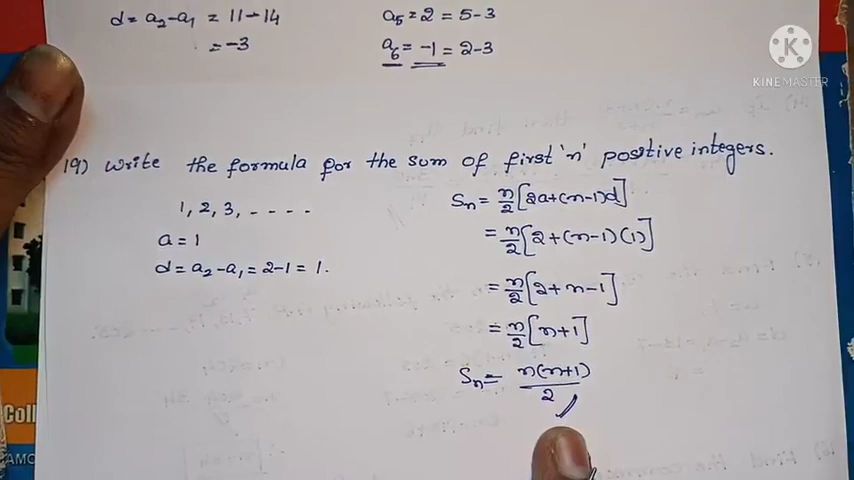 d = a₂-a₁ = 11-14
= -3
a₅ = 2 = 5-3
a₆ = -1 = 2-3
KINEMASTER
19) Write the formula for the sum of first 'n' positive integers.
1, 2, 3, - - - - .
a = 1
d = a₂-a₁ = 2-1 = 1.
Sₙ = n/2 [2a+(n-1)d]
= n/2 [2+(n-1)(1)]
= n/2 [2+n-1]
= n/2 [n+1]
Sₙ = n(n+1)/2
Coll